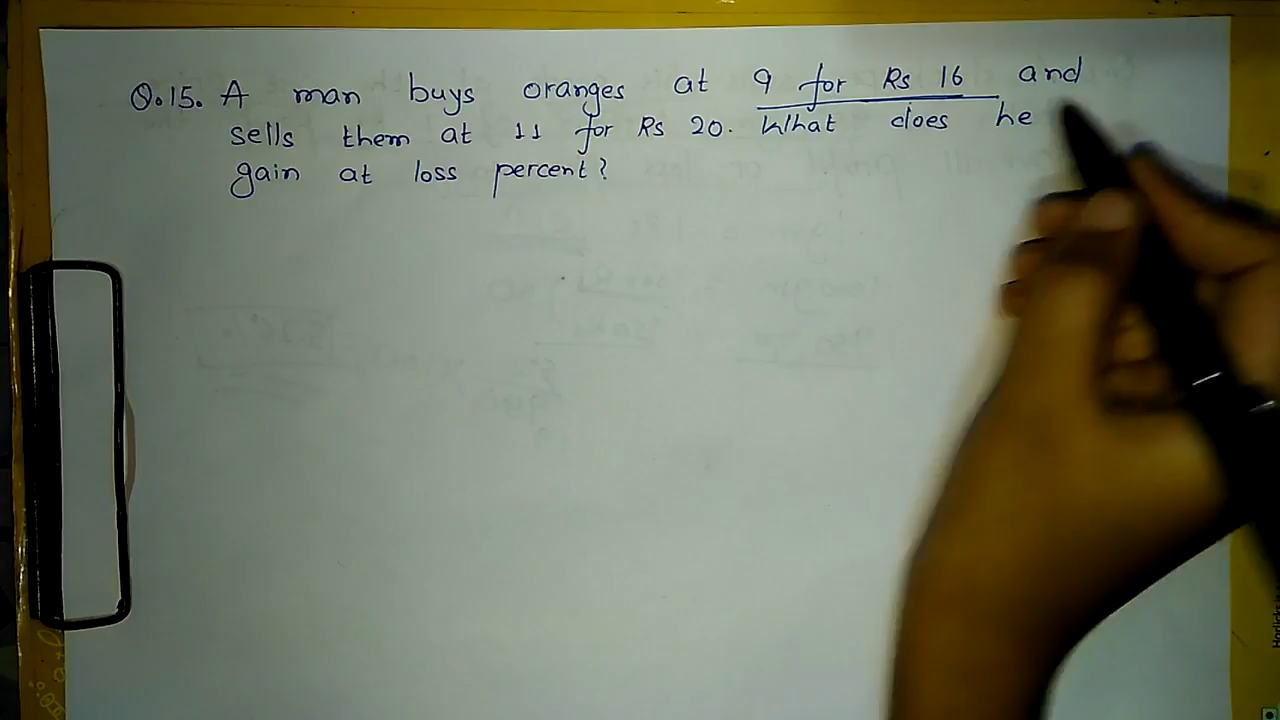 Q.15. A man buys oranges at 9 for Rs 16 and
sells them at 11 for Rs 20. What does he
gain at loss percent?